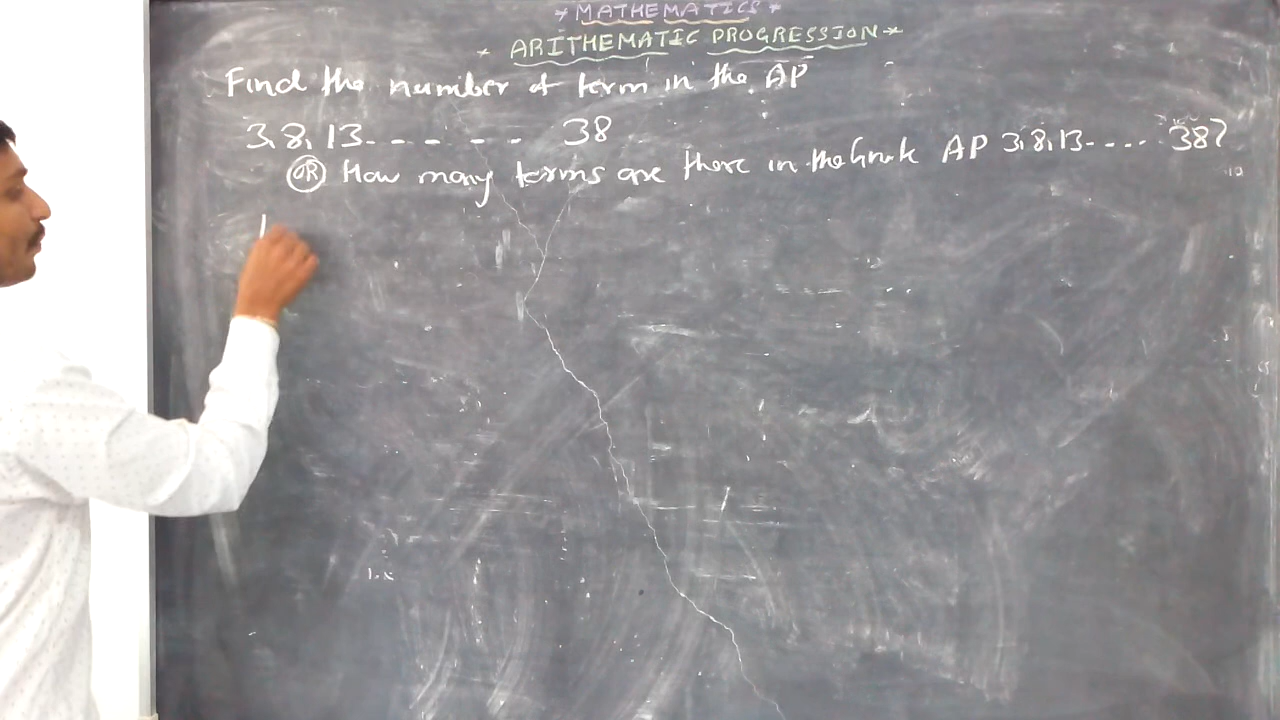 * MATHEMATICS *
* ARITHEMATIC PROGRESSION *
Find the number of term in the AP
3, 8, 13 - - - - - - 38
OR How many terms are there in the finite AP 3, 8, 13 - - - - 38?